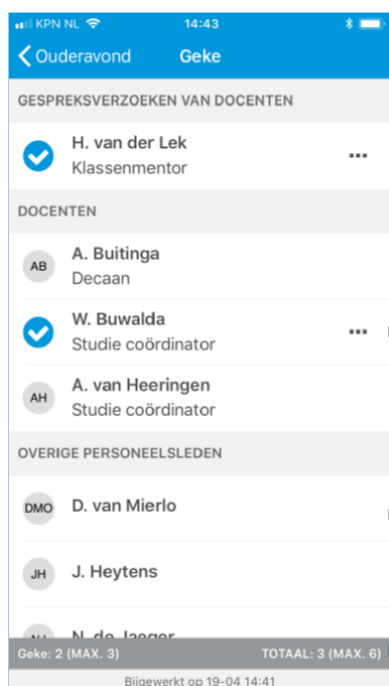 KPN NL 14:43
Ouderavond Geke
GESPREKSVERZOEKEN VAN DOCENTEN
H. van der Lek
Klassenmentor
DOCENTEN
AB
A. Buitinga
Decaan
W. Buwalda
Studie coördinator
AH
A. van Heeringen
Studie coördinator
OVERIGE PERSONEELSLEDEN
DMO D. van Mierlo
JH J. Heytens
N. de Jaeger
Geke: 2 (MAX. 3) TOTAAL: 3 (MAX. 6)
Bijgewerkt op 19-04 14:41